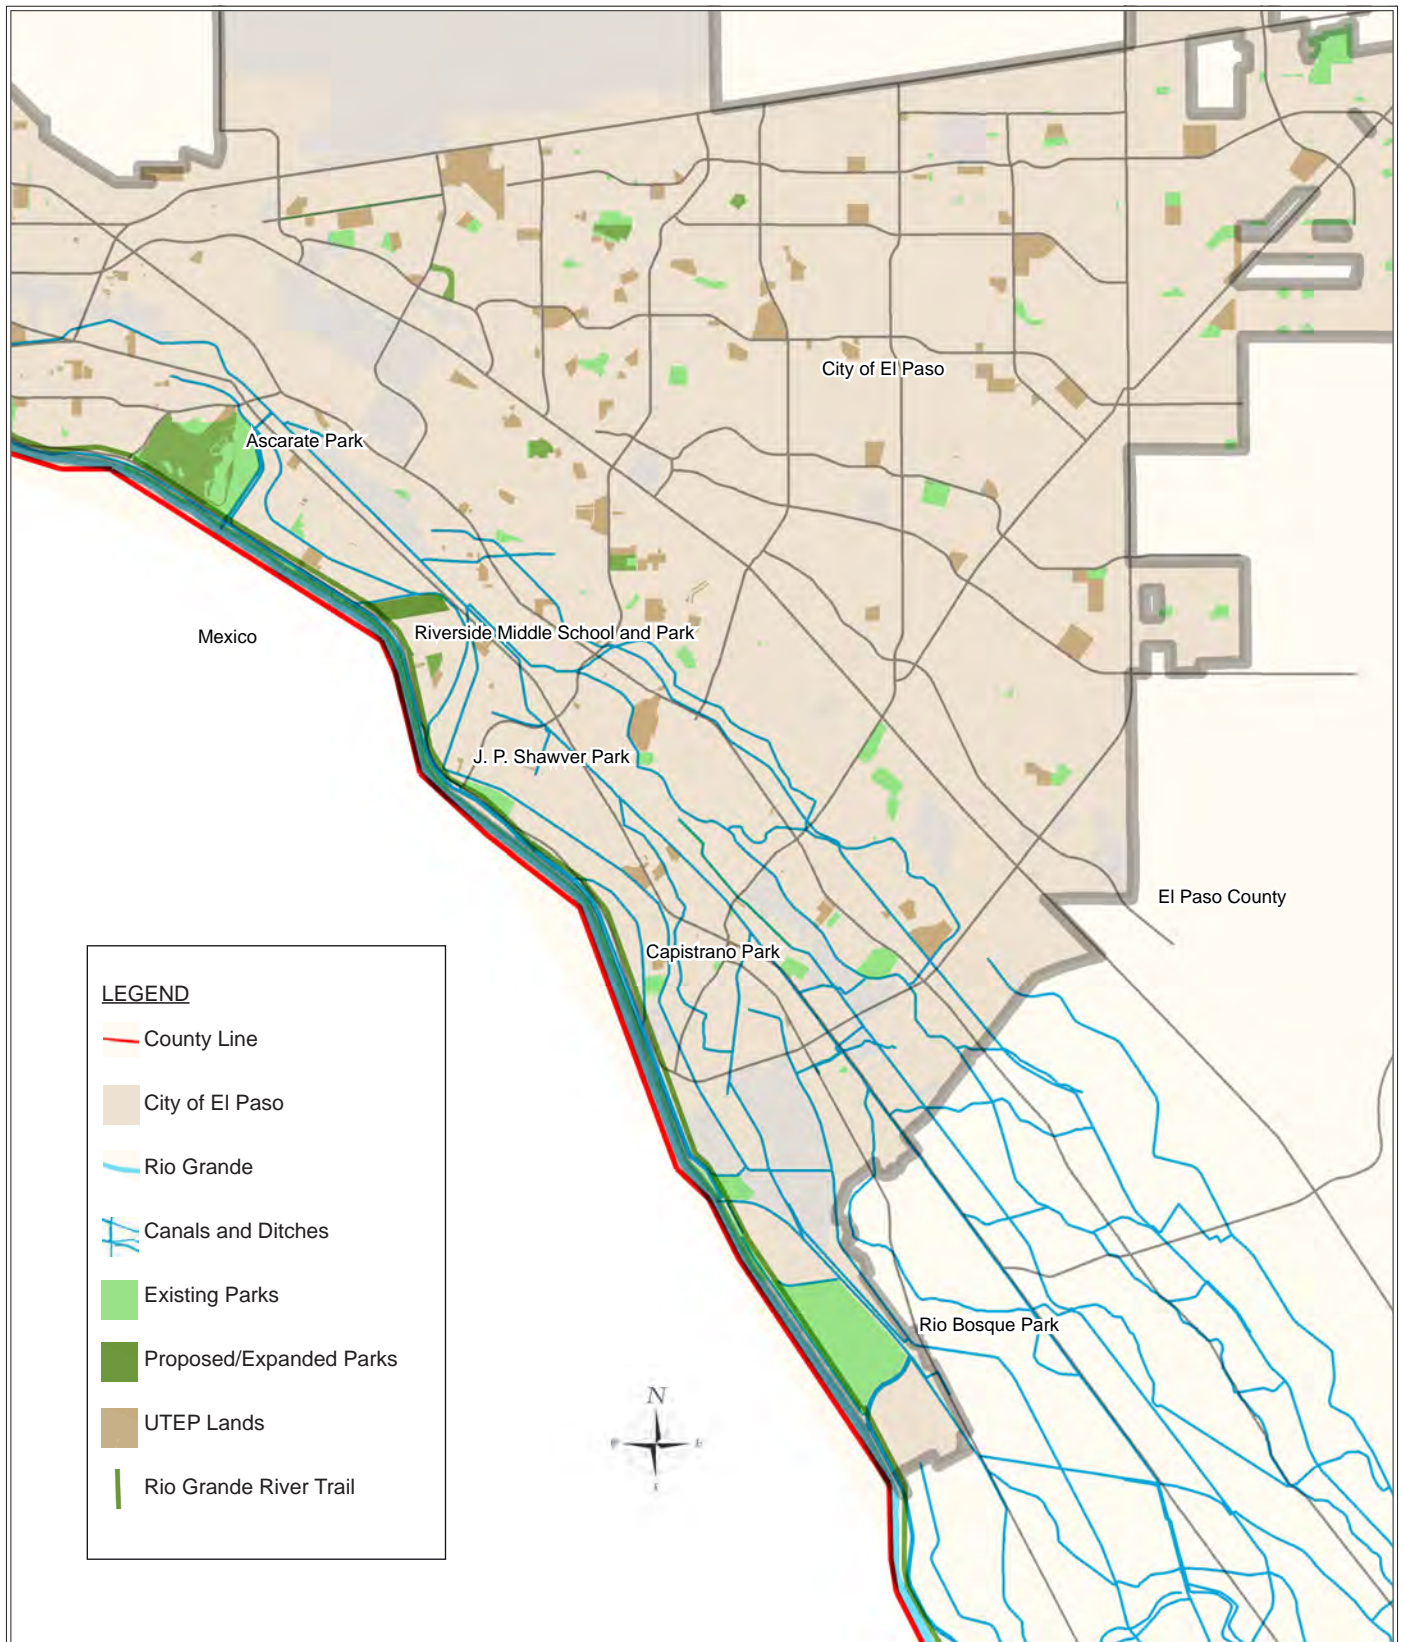 City of El Paso
Ascarate Park
Mexico
Riverside Middle School and Park
J. P. Shawver Park
El Paso County
Capistrano Park
LEGEND
County Line
City of El Paso
Rio Grande
Canals and Ditches
Existing Parks
Proposed/Expanded Parks
UTEP Lands
Rio Grande River Trail
Rio Bosque Park
N